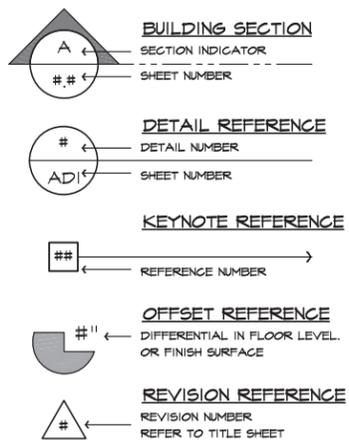 BUILDING SECTION
A
SECTION INDICATOR
#.#
SHEET NUMBER
DETAIL REFERENCE
#
DETAIL NUMBER
AD1
SHEET NUMBER
KEYNOTE REFERENCE
##
REFERENCE NUMBER
OFFSET REFERENCE
#"
DIFFERENTIAL IN FLOOR LEVEL.
OR FINISH SURFACE
REVISION REFERENCE
REVISION NUMBER
#
REFER TO TITLE SHEET